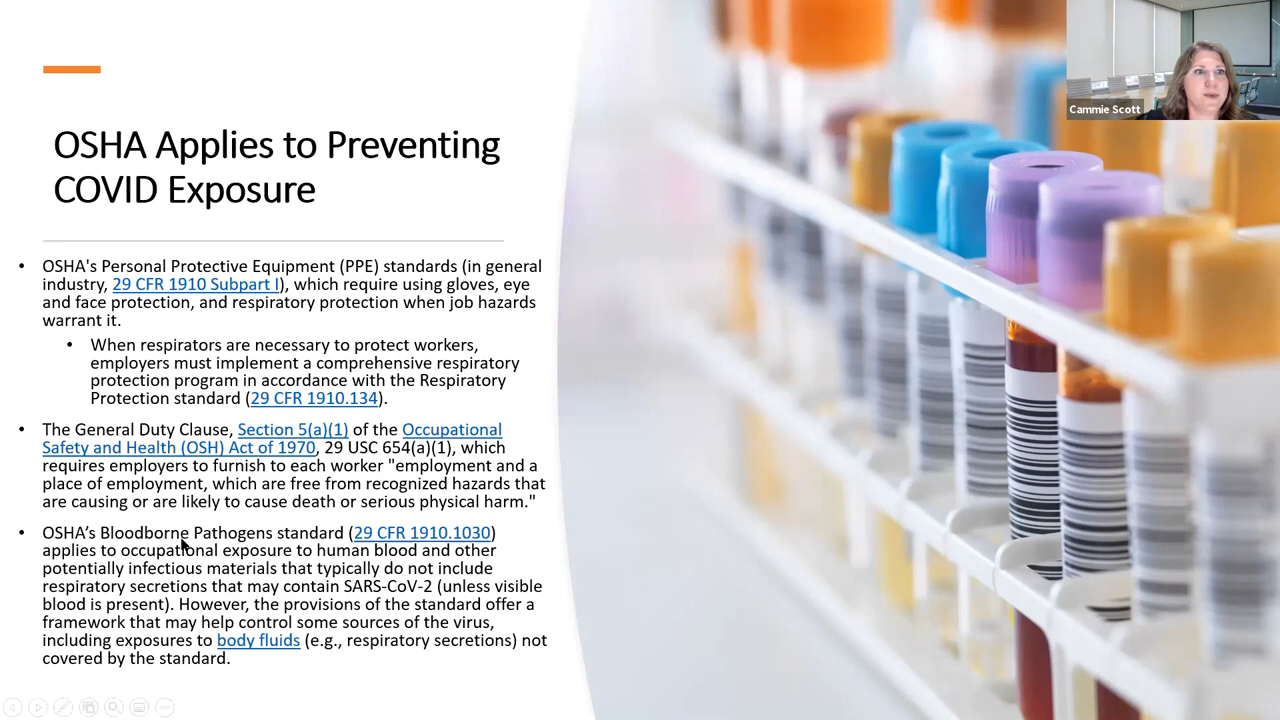 Cammie Scott
OSHA Applies to Preventing
COVID Exposure
• OSHA's Personal Protective Equipment (PPE) standards (in general
industry, 29 CFR 1910 Subpart I), which require using gloves, eye
and face protection, and respiratory protection when job hazards
warrant it.
• When respirators are necessary to protect workers,
employers must implement a comprehensive respiratory
protection program in accordance with the Respiratory
Protection standard (29 CFR 1910.134).
• The General Duty Clause, Section 5(a)(1) of the Occupational
Safety and Health (OSH) Act of 1970, 29 USC 654(a)(1), which
requires employers to furnish to each worker "employment and a
place of employment, which are free from recognized hazards that
are causing or are likely to cause death or serious physical harm."
• OSHA’s Bloodborne Pathogens standard (29 CFR 1910.1030)
applies to occupational exposure to human blood and other
potentially infectious materials that typically do not include
respiratory secretions that may contain SARS-CoV-2 (unless visible
blood is present). However, the provisions of the standard offer a
framework that may help control some sources of the virus,
including exposures to body fluids (e.g., respiratory secretions) not
covered by the standard.